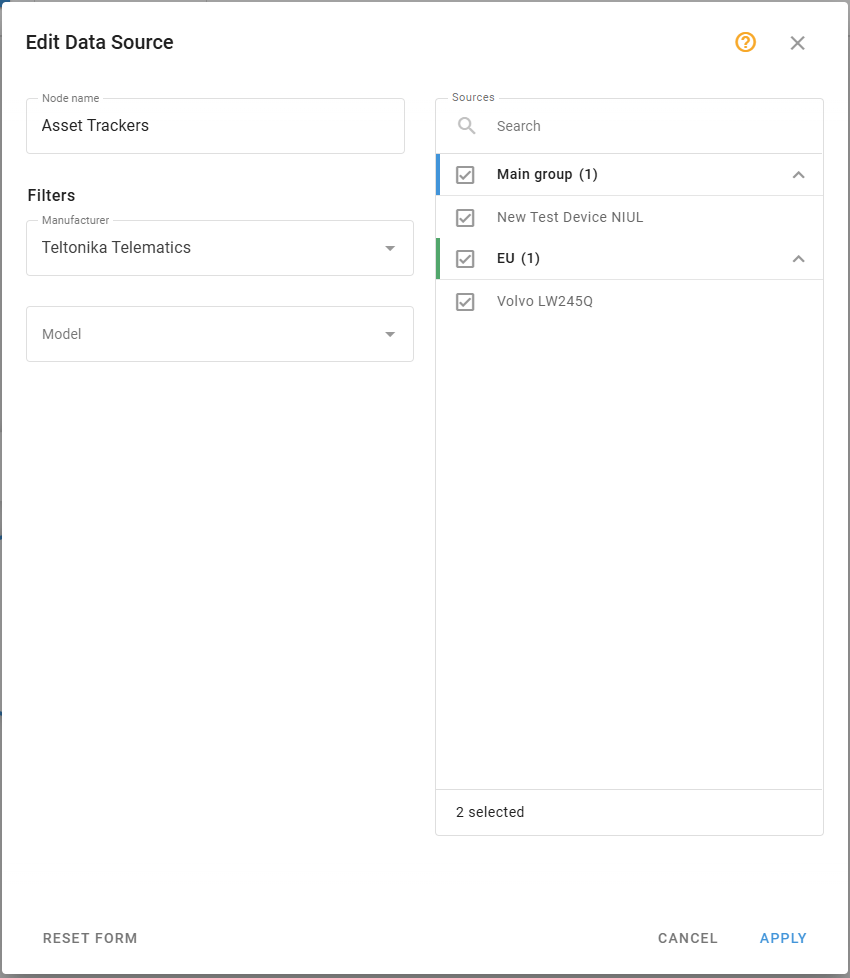 Edit Data Source
Node name
Asset Trackers
Filters
Manufacturer
Teltonika Telematics
Model
Sources
Search
Main group (1)
New Test Device NIUL
EU (1)
Volvo LW245Q
2 selected
RESET FORM
CANCEL
APPLY